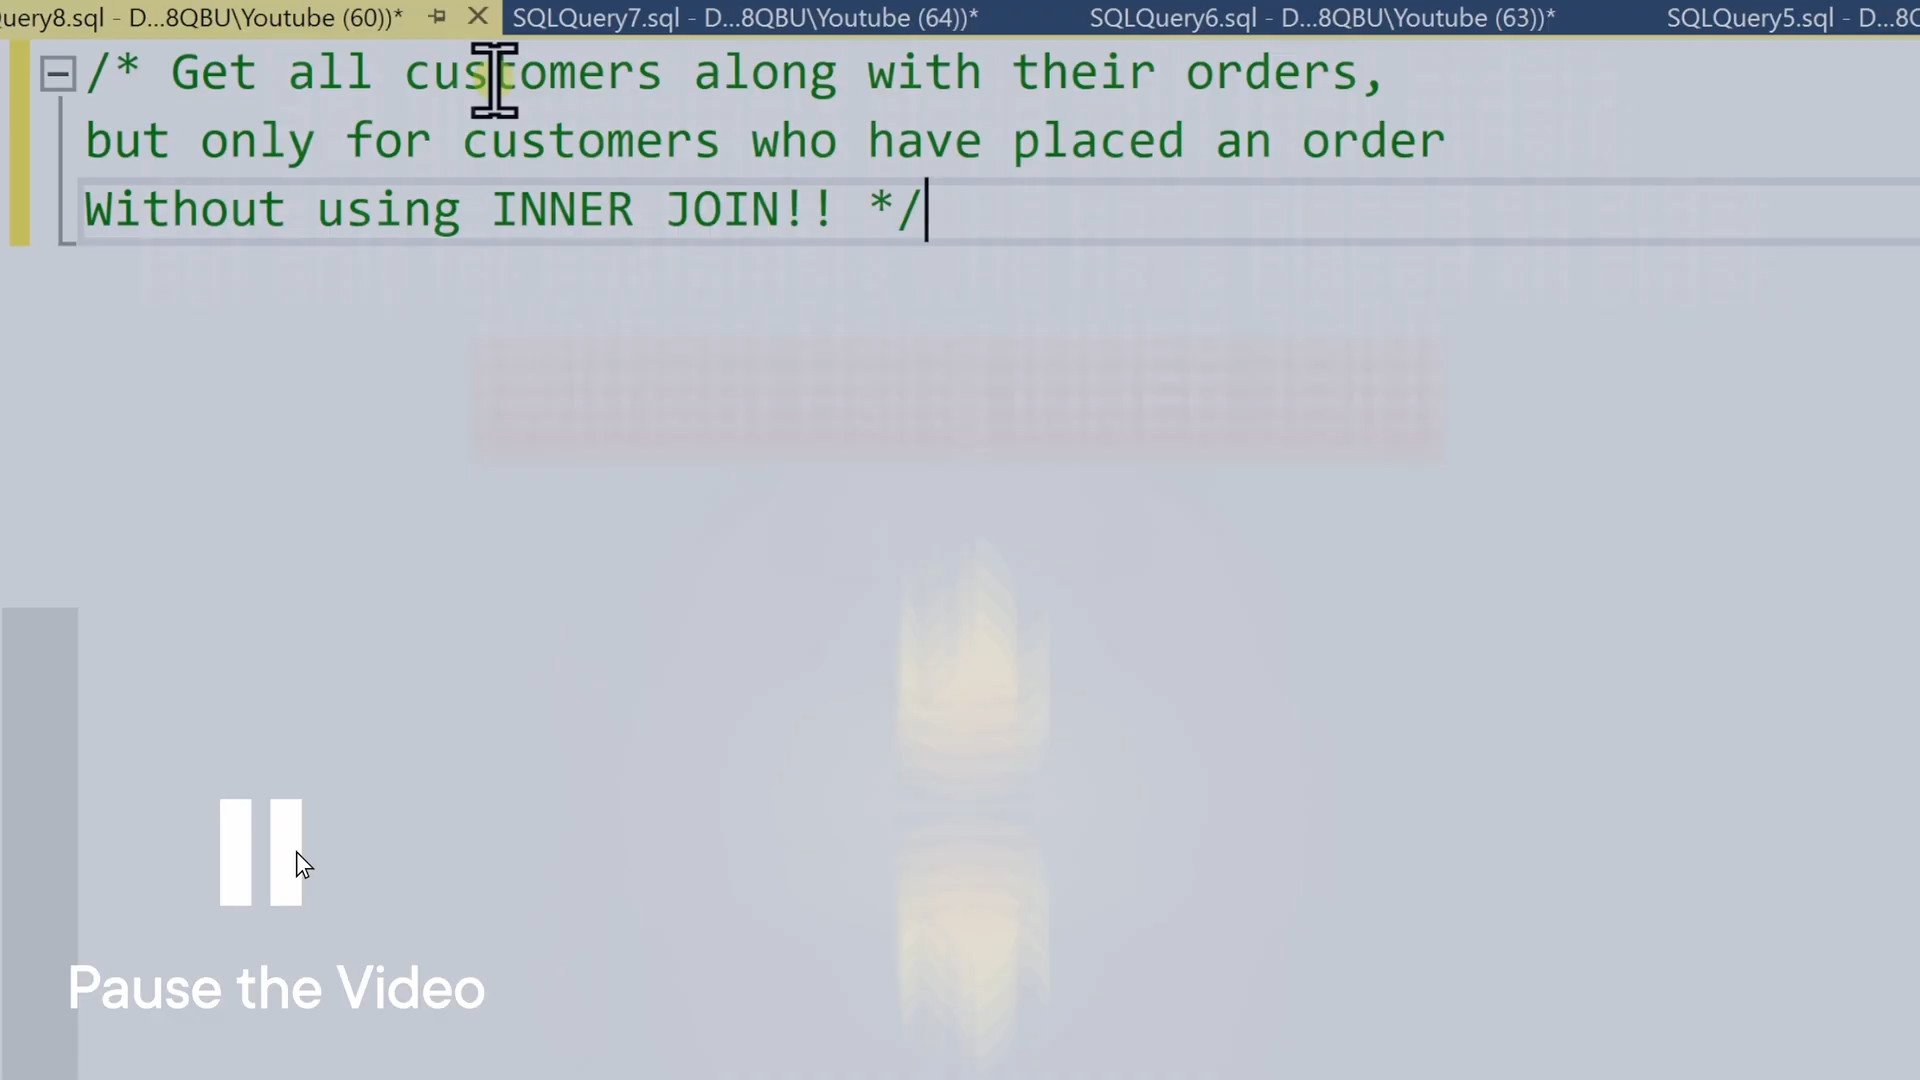 uery8.sql - D...8QBU\Youtube (60))* SQLQuery7.sql - D...8QBU\Youtube (64))* SQLQuery6.sql - D...8QBU\Youtube (63))* SQLQuery5.sql - D...8Q
/* Get all customers along with their orders,
but only for customers who have placed an order
Without using INNER JOIN!! */
Pause the Video